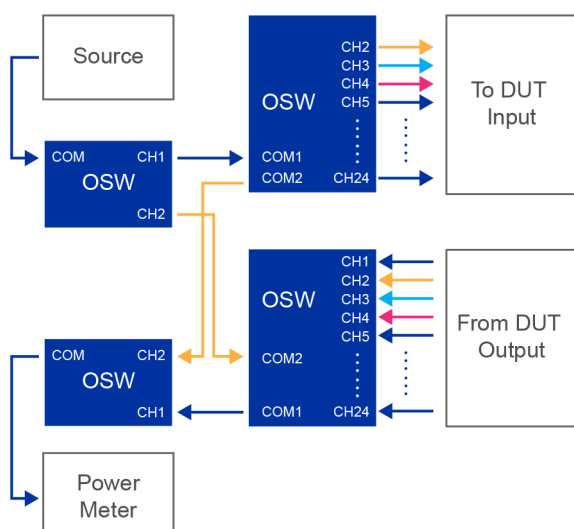 Source
COM CH1
OSW
CH2
CH2
CH3
CH4
CH5
OSW
COM1
COM2 CH24
To DUT
Input
CH1
CH2
CH3
CH4
CH5
OSW
COM2
COM1 CH24
From DUT
Output
COM CH2
OSW
CH1
Power
Meter